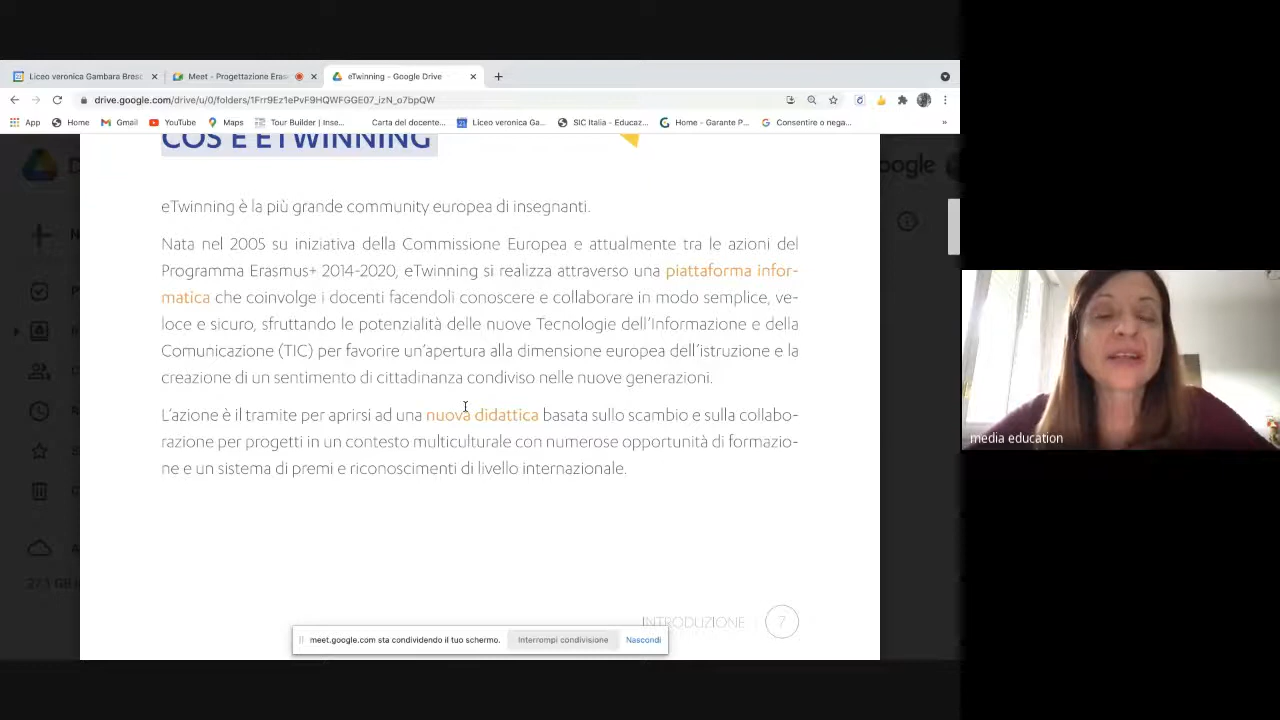 Liceo veronica Gambara Bresc
Meet - Progettazione Eras
eTwinning - Google Drive
drive.google.com/drive/u/0/folders/1Frr9Ez1ePvF9HQWFGGE07_izN_o7bpQW
App Home Gmail YouTube Maps Tour Builder | Inse... Carta del docente... Liceo veronica Ga... SIC Italia - Educaz... Home - Garante P... Consentire o nega... »
COS'È ETWINNING
eTwinning è la più grande community europea di insegnanti.
Nata nel 2005 su iniziativa della Commissione Europea e attualmente tra le azioni del
Programma Erasmus+ 2014-2020, eTwinning si realizza attraverso una piattaforma infor-
matica che coinvolge i docenti facendoli conoscere e collaborare in modo semplice, ve-
loce e sicuro, sfruttando le potenzialità delle nuove Tecnologie dell'Informazione e della
Comunicazione (TIC) per favorire un'apertura alla dimensione europea dell'istruzione e la
creazione di un sentimento di cittadinanza condiviso nelle nuove generazioni.
L'azione è il tramite per aprirsi ad una nuova didattica basata sullo scambio e sulla collabo-
razione per progetti in un contesto multiculturale con numerose opportunità di formazio-
ne e un sistema di premi e riconoscimenti di livello internazionale.
INTRODUZIONE | 7
meet.google.com sta condividendo il tuo schermo. Interrompi condivisione Nascondi
media education